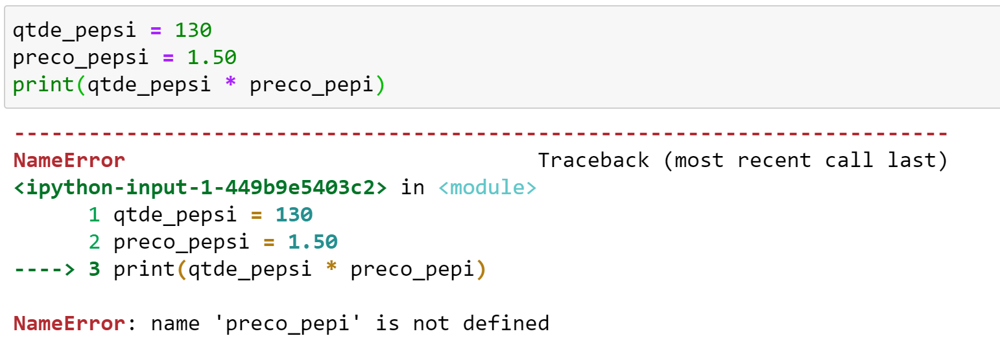 qtde_pepsi = 130
preco_pepsi = 1.50
print(qtde_pepsi * preco_pepi)
---------------------------------------------------------------------------
NameError                                 Traceback (most recent call last)
<ipython-input-1-449b9e5403c2> in <module>
      1 qtde_pepsi = 130
      2 preco_pepsi = 1.50
----> 3 print(qtde_pepsi * preco_pepi)
NameError: name 'preco_pepi' is not defined